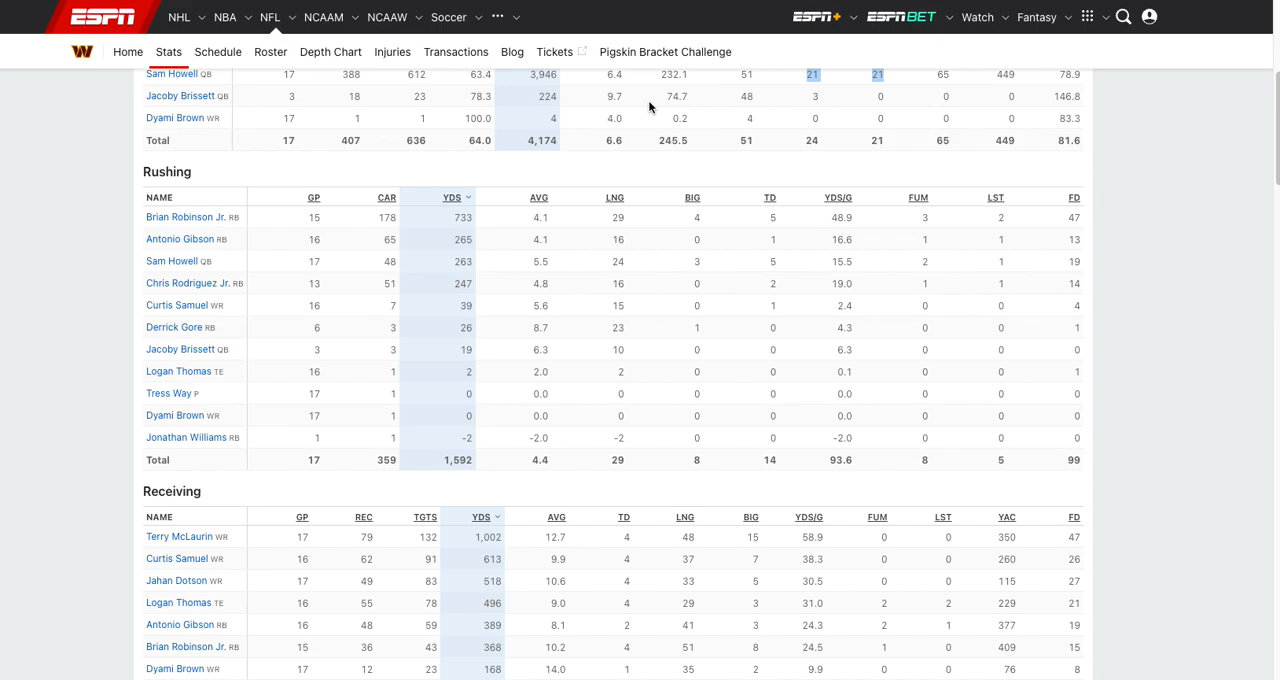 ESPN NHL NBA NFL NCAAM NCAAW Soccer ••• ESPN+ ESPN BET Watch Fantasy
W Home Stats Schedule Roster Depth Chart Injuries Transactions Blog Tickets Pigskin Bracket Challenge
Sam Howell QB 17 388 612 63.4 3,946 6.4 232.1 51 21 21 65 449 78.9
Jacoby Brissett QB 3 18 23 78.3 224 9.7 74.7 48 3 0 0 0 146.8
Dyami Brown WR 17 1 1 100.0 4 4.0 0.2 4 0 0 0 0 83.3
Total 17 407 636 64.0 4,174 6.6 245.5 51 24 21 65 449 81.6
Rushing
NAME GP CAR YDS AVG LNG BIG TD YDS/G FUM LST FD
Brian Robinson Jr. RB 15 178 733 4.1 29 4 5 48.9 3 2 47
Antonio Gibson RB 16 65 265 4.1 16 0 1 16.6 1 1 13
Sam Howell QB 17 48 263 5.5 24 3 5 15.5 2 1 19
Chris Rodriguez Jr. RB 13 51 247 4.8 16 0 2 19.0 1 1 14
Curtis Samuel WR 16 7 39 5.6 15 0 1 2.4 0 0 4
Derrick Gore RB 6 3 26 8.7 23 1 0 4.3 0 0 1
Jacoby Brissett QB 3 3 19 6.3 10 0 0 6.3 0 0 0
Logan Thomas TE 16 1 2 2.0 2 0 0 0.1 0 0 1
Tress Way P 17 1 0 0.0 0 0 0 0.0 0 0 0
Dyami Brown WR 17 1 0 0.0 0 0 0 0.0 0 0 0
Jonathan Williams RB 1 1 -2 -2.0 -2 0 0 -2.0 0 0 0
Total 17 359 1,592 4.4 29 8 14 93.6 8 5 99
Receiving
NAME GP REC TGTS YDS AVG TD LNG BIG YDS/G FUM LST YAC FD
Terry McLaurin WR 17 79 132 1,002 12.7 4 48 15 58.9 0 0 350 47
Curtis Samuel WR 16 62 91 613 9.9 4 37 7 38.3 0 0 260 26
Jahan Dotson WR 17 49 83 518 10.6 4 33 5 30.5 0 0 115 27
Logan Thomas TE 16 55 78 496 9.0 4 29 3 31.0 2 2 229 21
Antonio Gibson RB 16 48 59 389 8.1 2 41 3 24.3 2 1 377 19
Brian Robinson Jr. RB 15 36 43 368 10.2 4 51 8 24.5 1 0 409 15
Dyami Brown WR 17 12 23 168 14.0 1 35 2 9.9 0 0 76 8